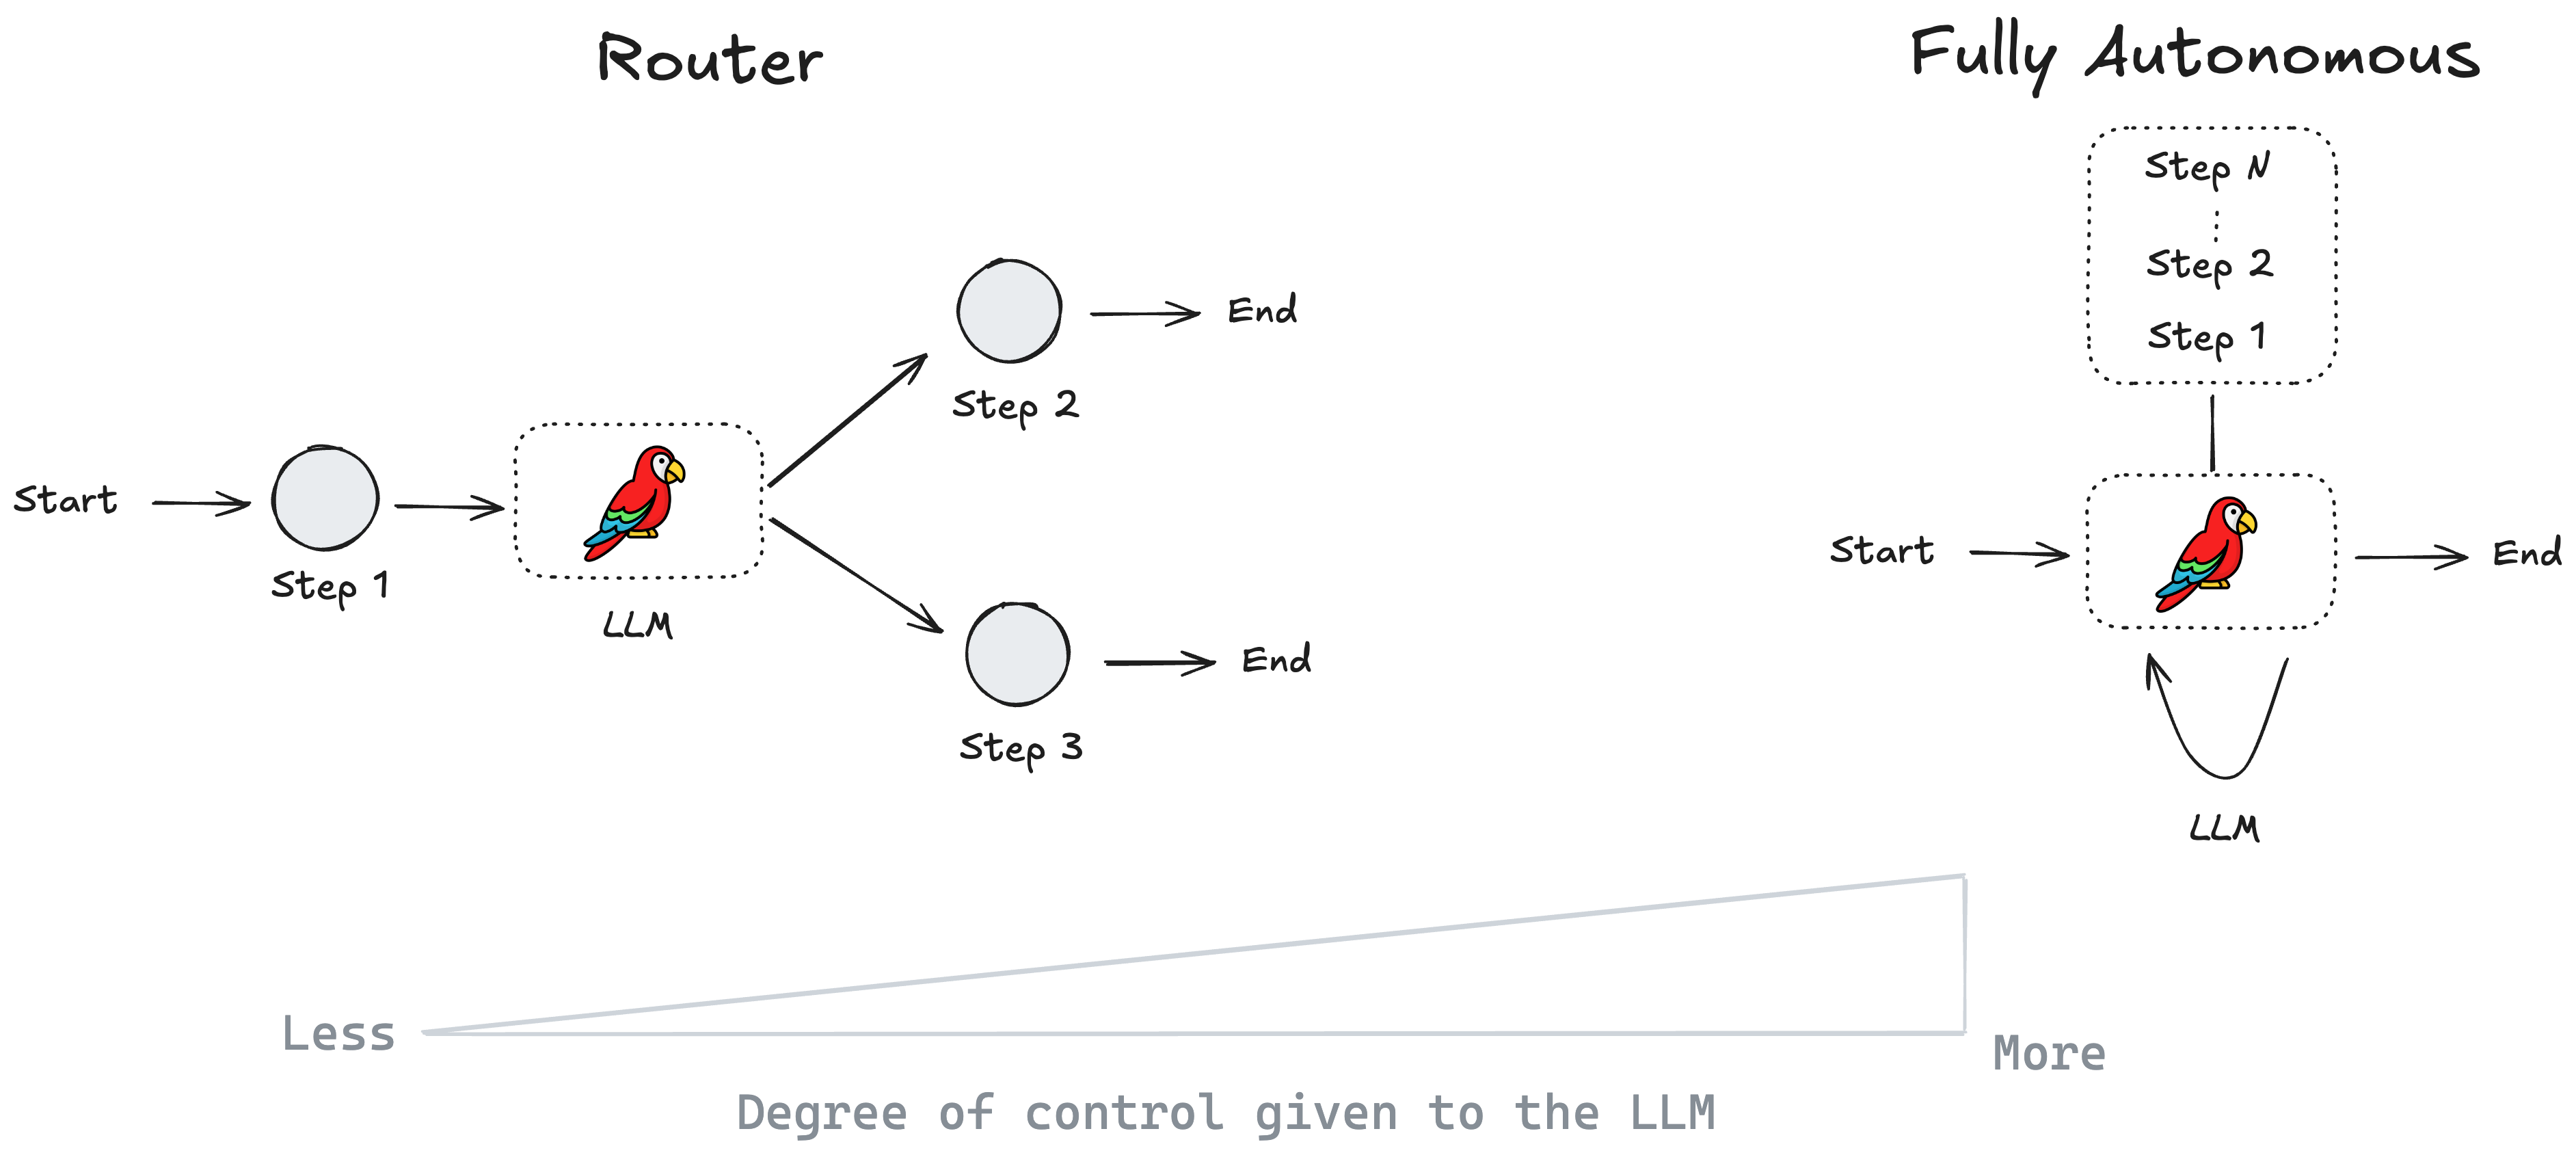 Router
Start
Step 1
LLM
Step 2
End
Step 3
End
Fully Autonomous
Step N
Step 2
Step 1
Start
End
LLM
Less
More
Degree of control given to the LLM